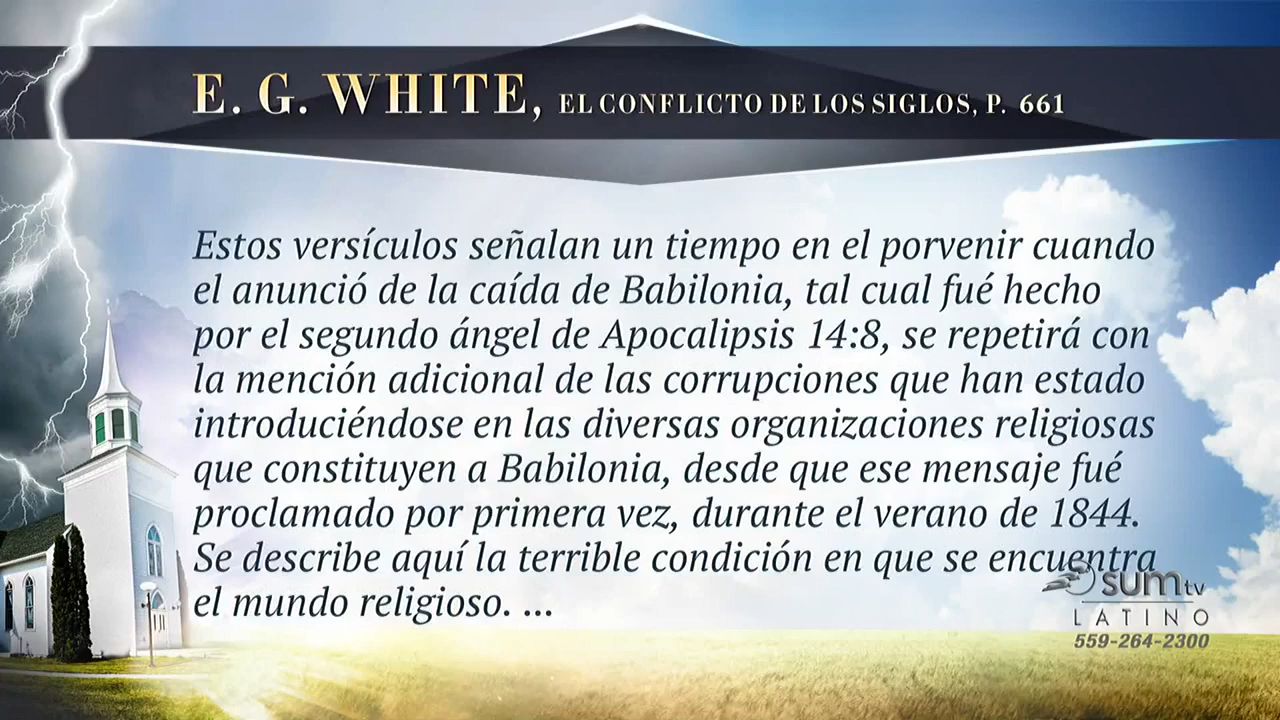 E. G. WHITE, EL CONFLICTO DE LOS SIGLOS, P. 661
Estos versículos señalan un tiempo en el porvenir cuando
el anunció de la caída de Babilonia, tal cual fué hecho
por el segundo ángel de Apocalipsis 14:8, se repetirá con
la mención adicional de las corrupciones que han estado
introduciéndose en las diversas organizaciones religiosas
que constituyen a Babilonia, desde que ese mensaje fué
proclamado por primera vez, durante el verano de 1844.
Se describe aquí la terrible condición en que se encuentra
el mundo religioso. ...
sumtv
LATINO
559-264-2300